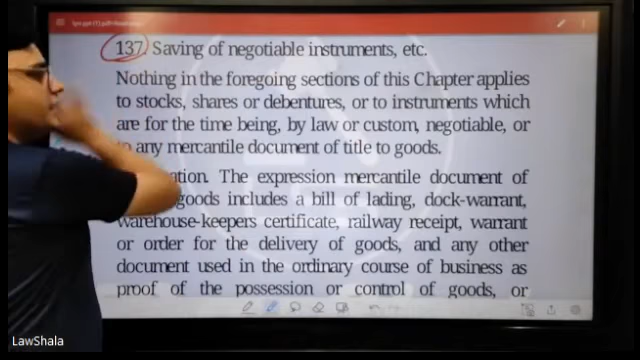 137 Saving of negotiable instruments, etc.
Nothing in the foregoing sections of this Chapter applies
to stocks, shares or debentures, or to instruments which
are for the time being, by law or custom, negotiable, or
any mercantile document of title to goods.
The expression mercantile document of
goods includes a bill of lading, dock-warrant,
warehouse-keepers certificate, railway receipt, warrant
or order for the delivery of goods, and any other
document used in the ordinary course of business as
proof of the possession or control of goods, or
LawShala